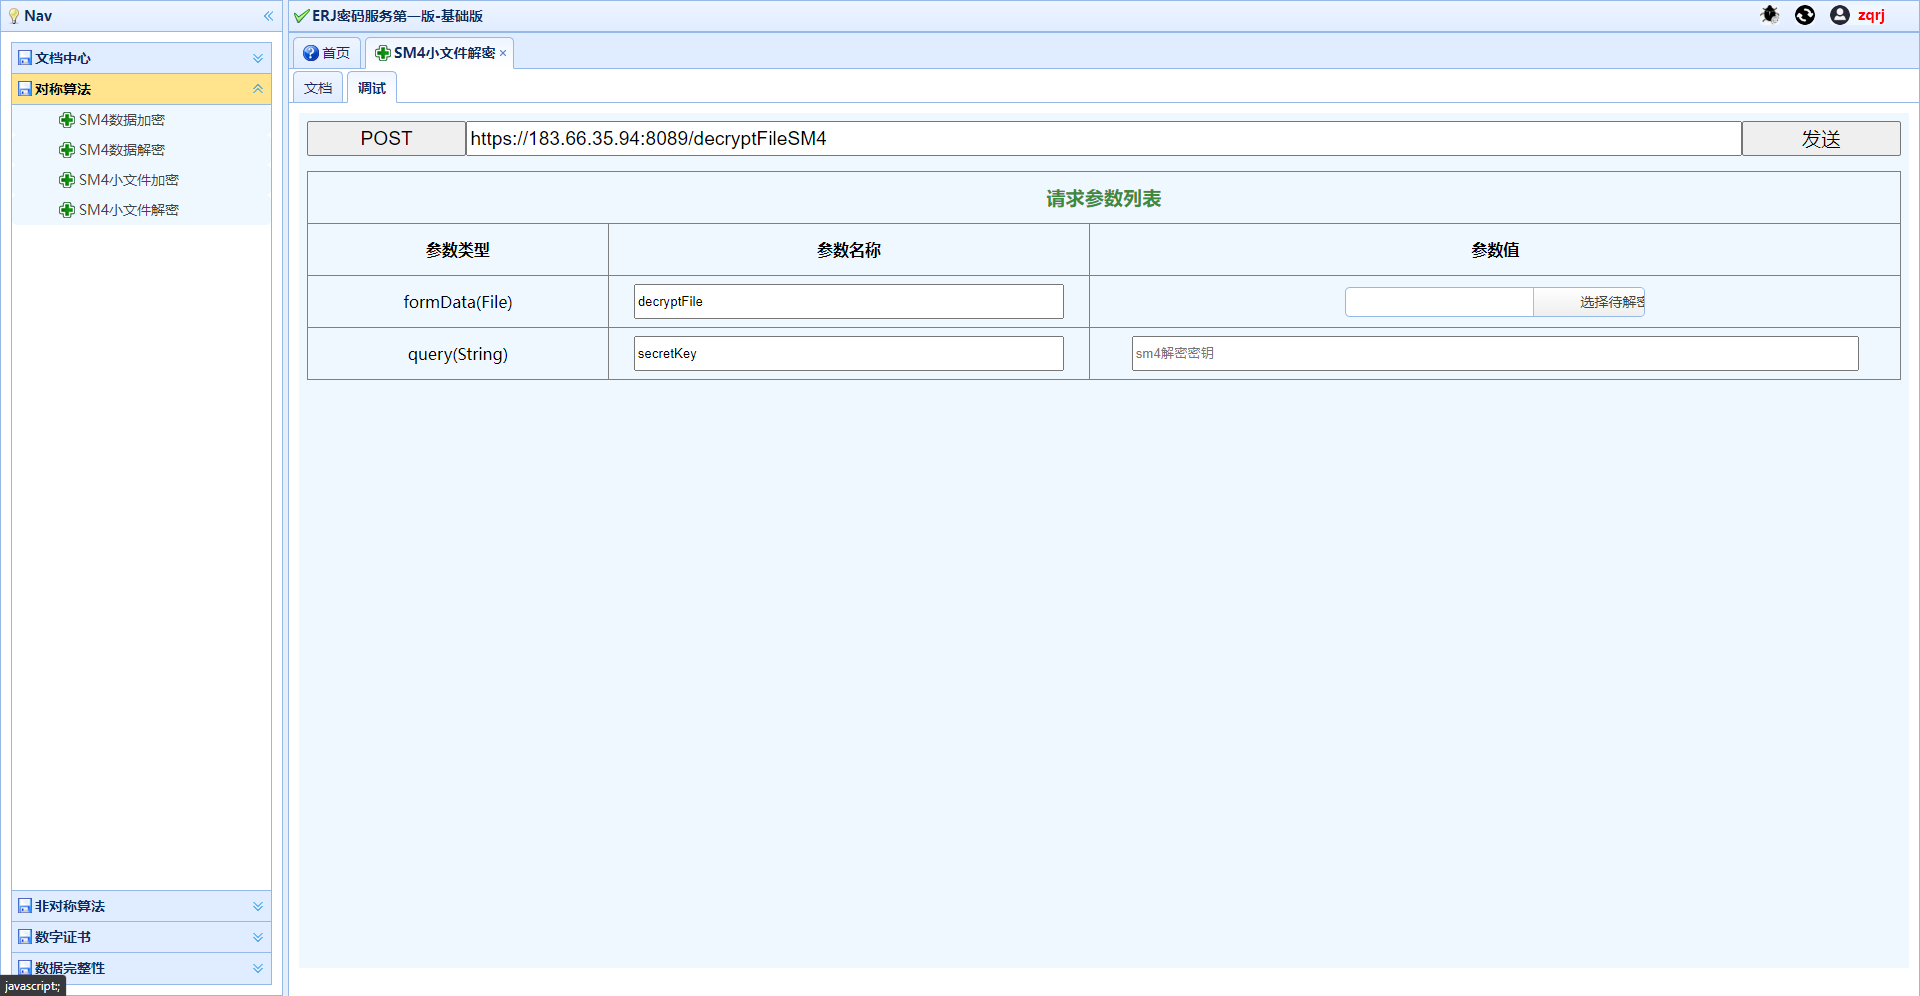 Nav
文档中心
对称算法
SM4数据加密
SM4数据解密
SM4小文件加密
SM4小文件解密
非对称算法
数字证书
数据完整性
javascript:;
ERJ密码服务第一版-基础版
zqrj
首页
SM4小文件解密 ×
文档
调试
POST
https://183.66.35.94:8089/decryptFileSM4
发送
请求参数列表
参数类型
参数名称
参数值
formData(File)
decryptFile
选择待解密
query(String)
secretKey
sm4解密密钥